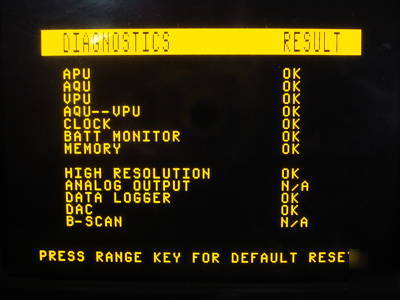 DIAGNOSTICS RESULT
APU OK
AQU OK
VPU OK
AQU--VPU OK
CLOCK OK
BATT MONITOR OK
MEMORY OK
HIGH RESOLUTION OK
ANALOG OUTPUT N/A
DATA LOGGER OK
DAC OK
B-SCAN N/A
PRESS RANGE KEY FOR DEFAULT RESET